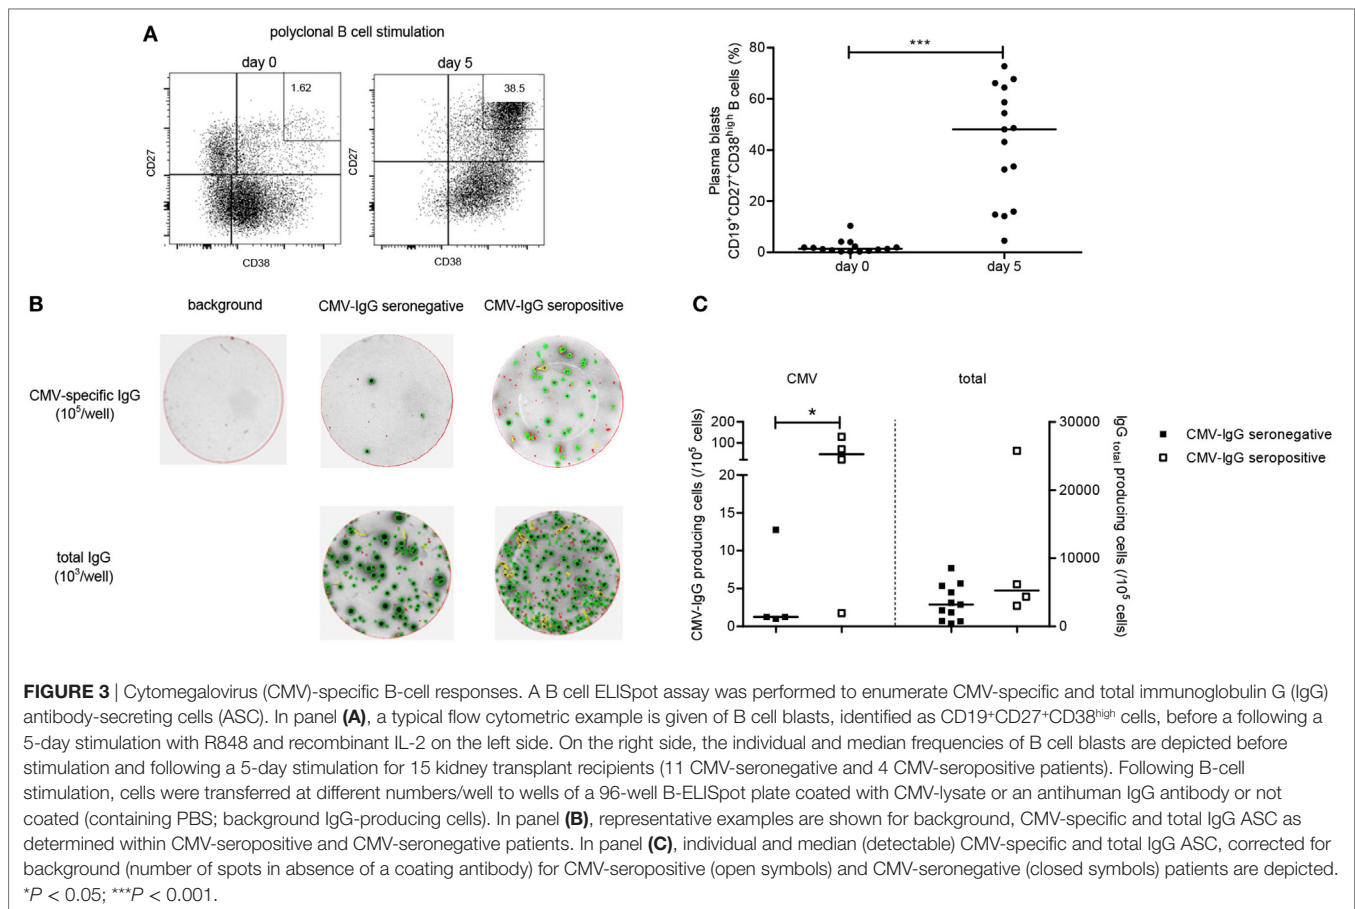 A
polyclonal B cell stimulation
day 0
day 5
1.62
38.5
CD27
CD27
CD38
CD38
Plasma blasts
CD19+CD27+CD38high B cells (%)
80
60
40
20
0
***
day 0
day 5
B
background
CMV-IgG seronegative
CMV-IgG seropositive
CMV-specific IgG
(10⁵/well)
total IgG
(10³/well)
C
CMV
total
CMV-IgG producing cells (/10⁵ cells)
200
100
20
15
10
5
0
*
30000
20000
10000
0
IgG total producing cells (/10⁵ cells)
CMV-IgG seronegative
CMV-IgG seropositive
FIGURE 3 | Cytomegalovirus (CMV)-specific B-cell responses. A B cell ELISpot assay was performed to enumerate CMV-specific and total immunoglobulin G (IgG)
antibody-secreting cells (ASC). In panel (A), a typical flow cytometric example is given of B cell blasts, identified as CD19+CD27+CD38high cells, before a following a
5-day stimulation with R848 and recombinant IL-2 on the left side. On the right side, the individual and median frequencies of B cell blasts are depicted before
stimulation and following a 5-day stimulation for 15 kidney transplant recipients (11 CMV-seronegative and 4 CMV-seropositive patients). Following B-cell
stimulation, cells were transferred at different numbers/well to wells of a 96-well B-ELISpot plate coated with CMV-lysate or an antihuman IgG antibody or not
coated (containing PBS; background IgG-producing cells). In panel (B), representative examples are shown for background, CMV-specific and total IgG ASC as
determined within CMV-seropositive and CMV-seronegative patients. In panel (C), individual and median (detectable) CMV-specific and total IgG ASC, corrected for
background (number of spots in absence of a coating antibody) for CMV-seropositive (open symbols) and CMV-seronegative (closed symbols) patients are depicted.
*P < 0.05; ***P < 0.001.